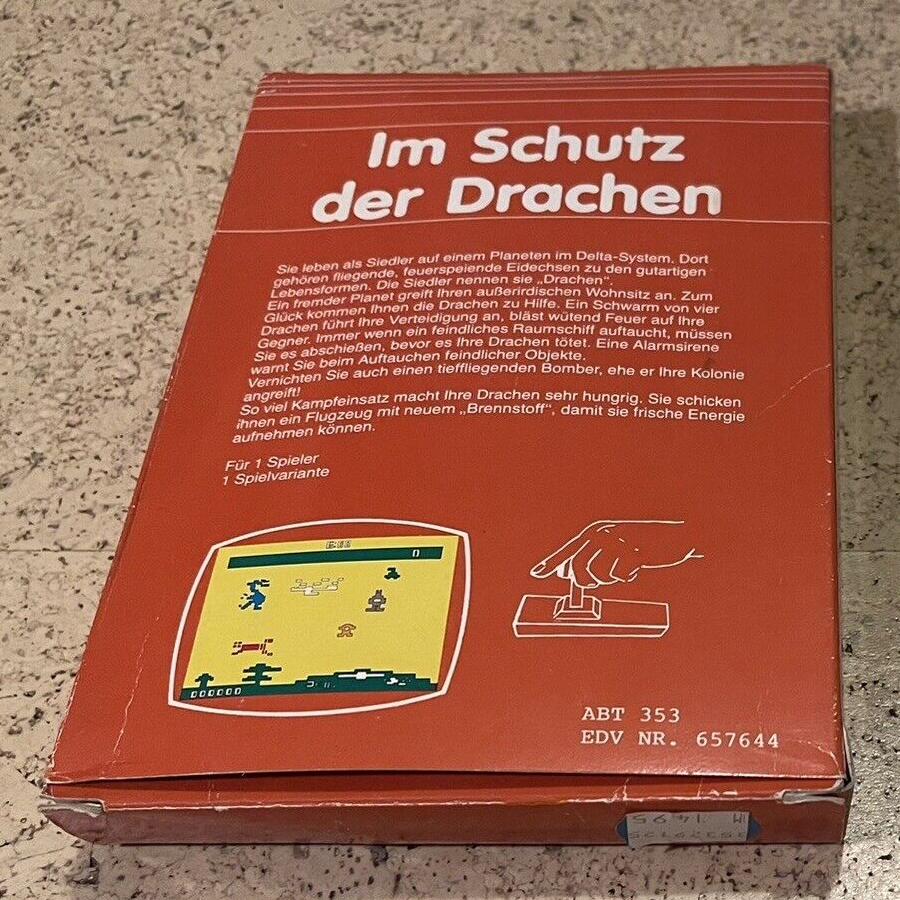 Im Schutz
der Drachen
Sie leben als Siedler auf einem Planeten im Delta-System. Dort
gehören fliegende, feuerspeiende Eidechsen zu den gutartigen
Lebensformen. Die Siedler nennen sie „Drachen“.
Ein fremder Planet greift Ihren außerirdischen Wohnsitz an. Zum
Glück kommen Ihnen die Drachen zu Hilfe. Ein Schwarm von vier
Drachen führt Ihre Verteidigung an, bläst wütend Feuer auf Ihre
Gegner. Immer wenn ein feindliches Raumschiff auftaucht, müssen
Sie es abschießen, bevor es Ihre Drachen tötet. Eine Alarmsirene
warnt Sie beim Auftauchen feindlicher Objekte.
Vernichten Sie auch einen tieffliegenden Bomber, ehe er Ihre Kolonie
angreift!
So viel Kampfeinsatz macht Ihre Drachen sehr hungrig. Sie schicken
ihnen ein Flugzeug mit neuem „Brennstoff“, damit sie frische Energie
aufnehmen können.
Für 1 Spieler
1 Spielvariante
0
000000
ABT 353
EDV NR. 657644
14.95